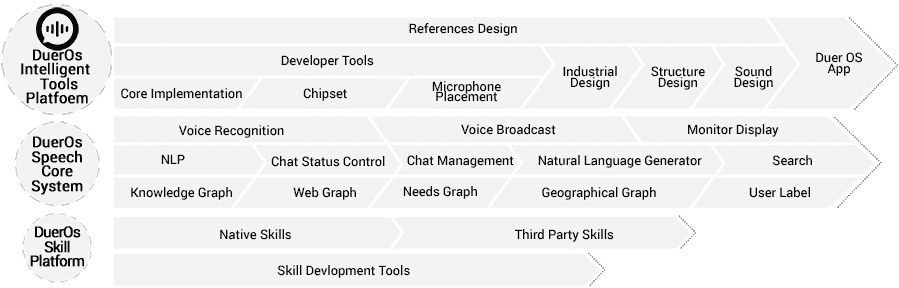 DuerOs
Intelligent
Tools
Platfoem
References Design
Developer Tools
Core Implementation
Chipset
Microphone
Placement
Industrial
Design
Structure
Design
Sound
Design
Duer OS
App
DuerOs
Speech
Core
System
Voice Recognition
Voice Broadcast
Monitor Display
NLP
Chat Status Control
Chat Management
Natural Language Generator
Search
Knowledge Graph
Web Graph
Needs Graph
Geographical Graph
User Label
DuerOs
Skill
Platform
Native Skills
Third Party Skills
Skill Devlopment Tools